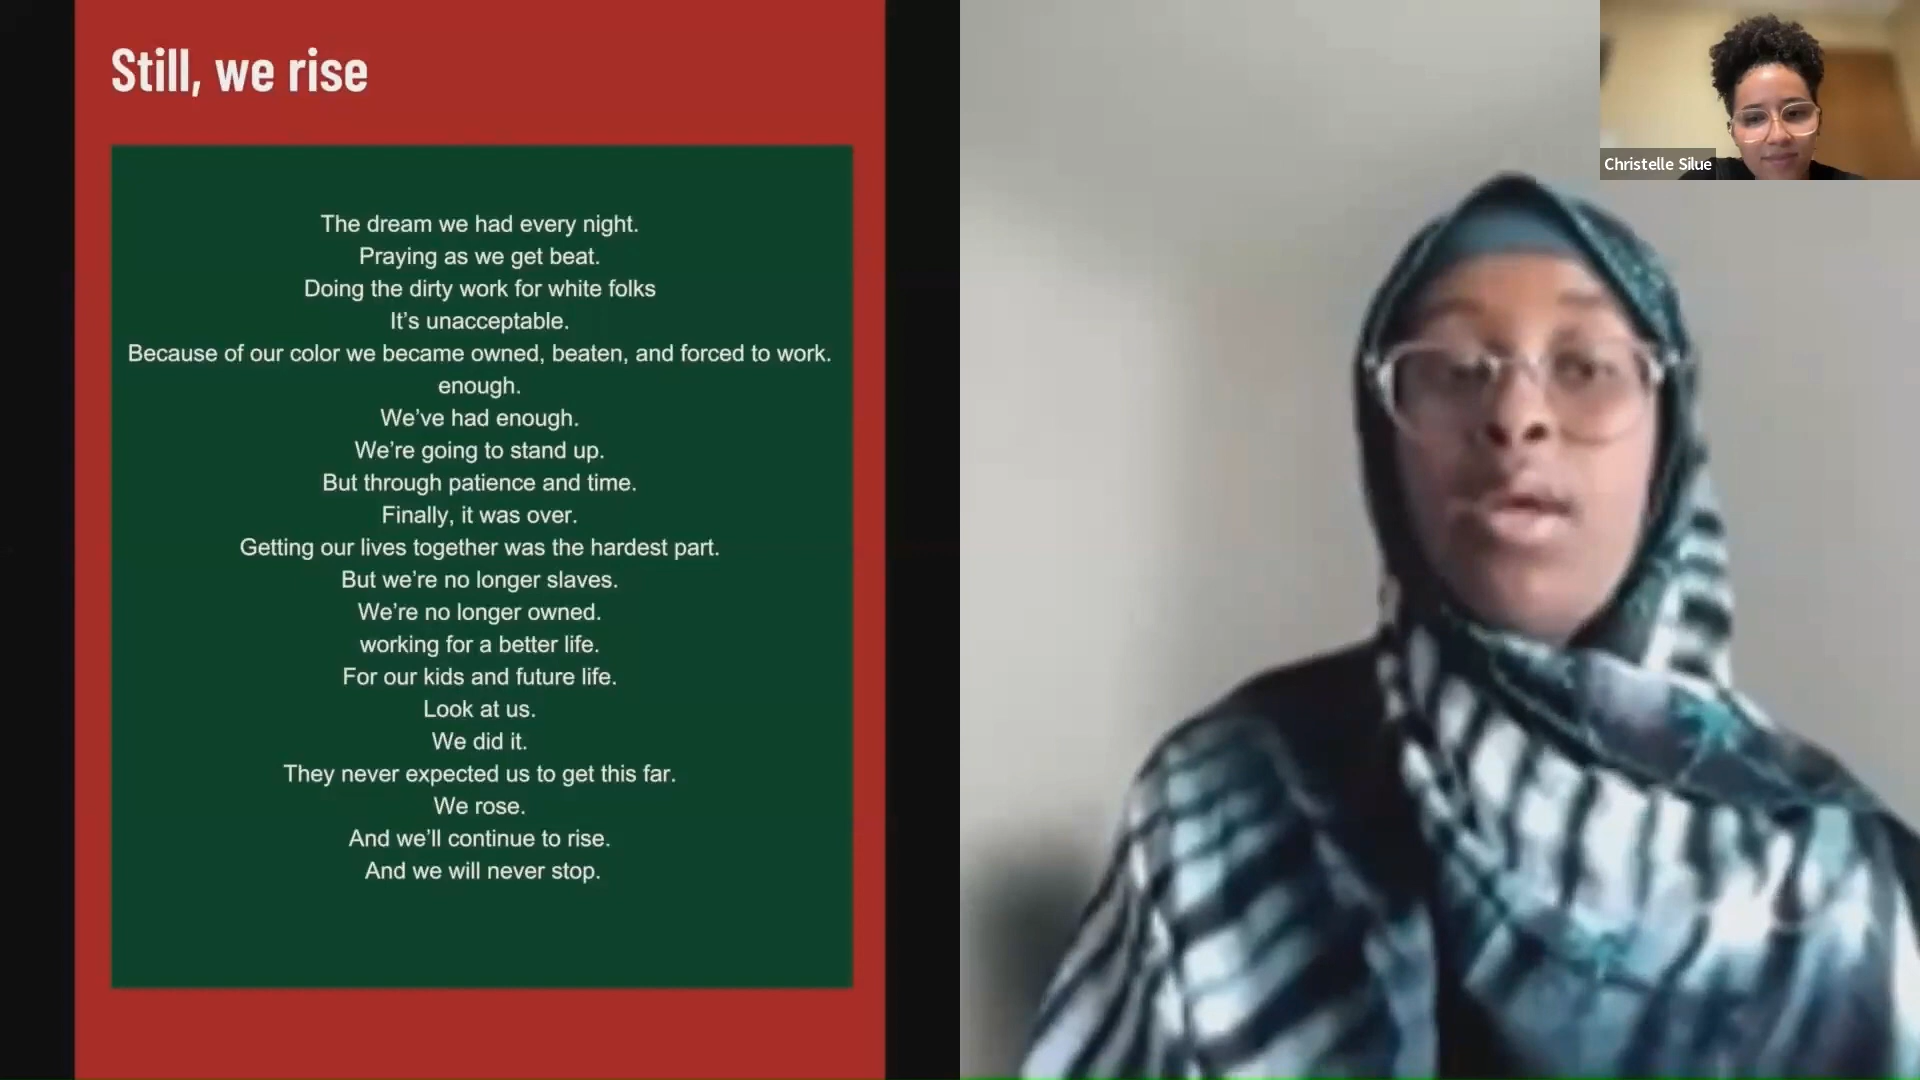 Still, we rise
The dream we had every night.
Praying as we get beat.
Doing the dirty work for white folks
It's unacceptable.
Because of our color we became owned, beaten, and forced to work.
enough.
We've had enough.
We're going to stand up.
But through patience and time.
Finally, it was over.
Getting our lives together was the hardest part.
But we're no longer slaves.
We're no longer owned.
working for a better life.
For our kids and future life.
Look at us.
We did it.
They never expected us to get this far.
We rose.
And we'll continue to rise.
And we will never stop.
Christelle Silue